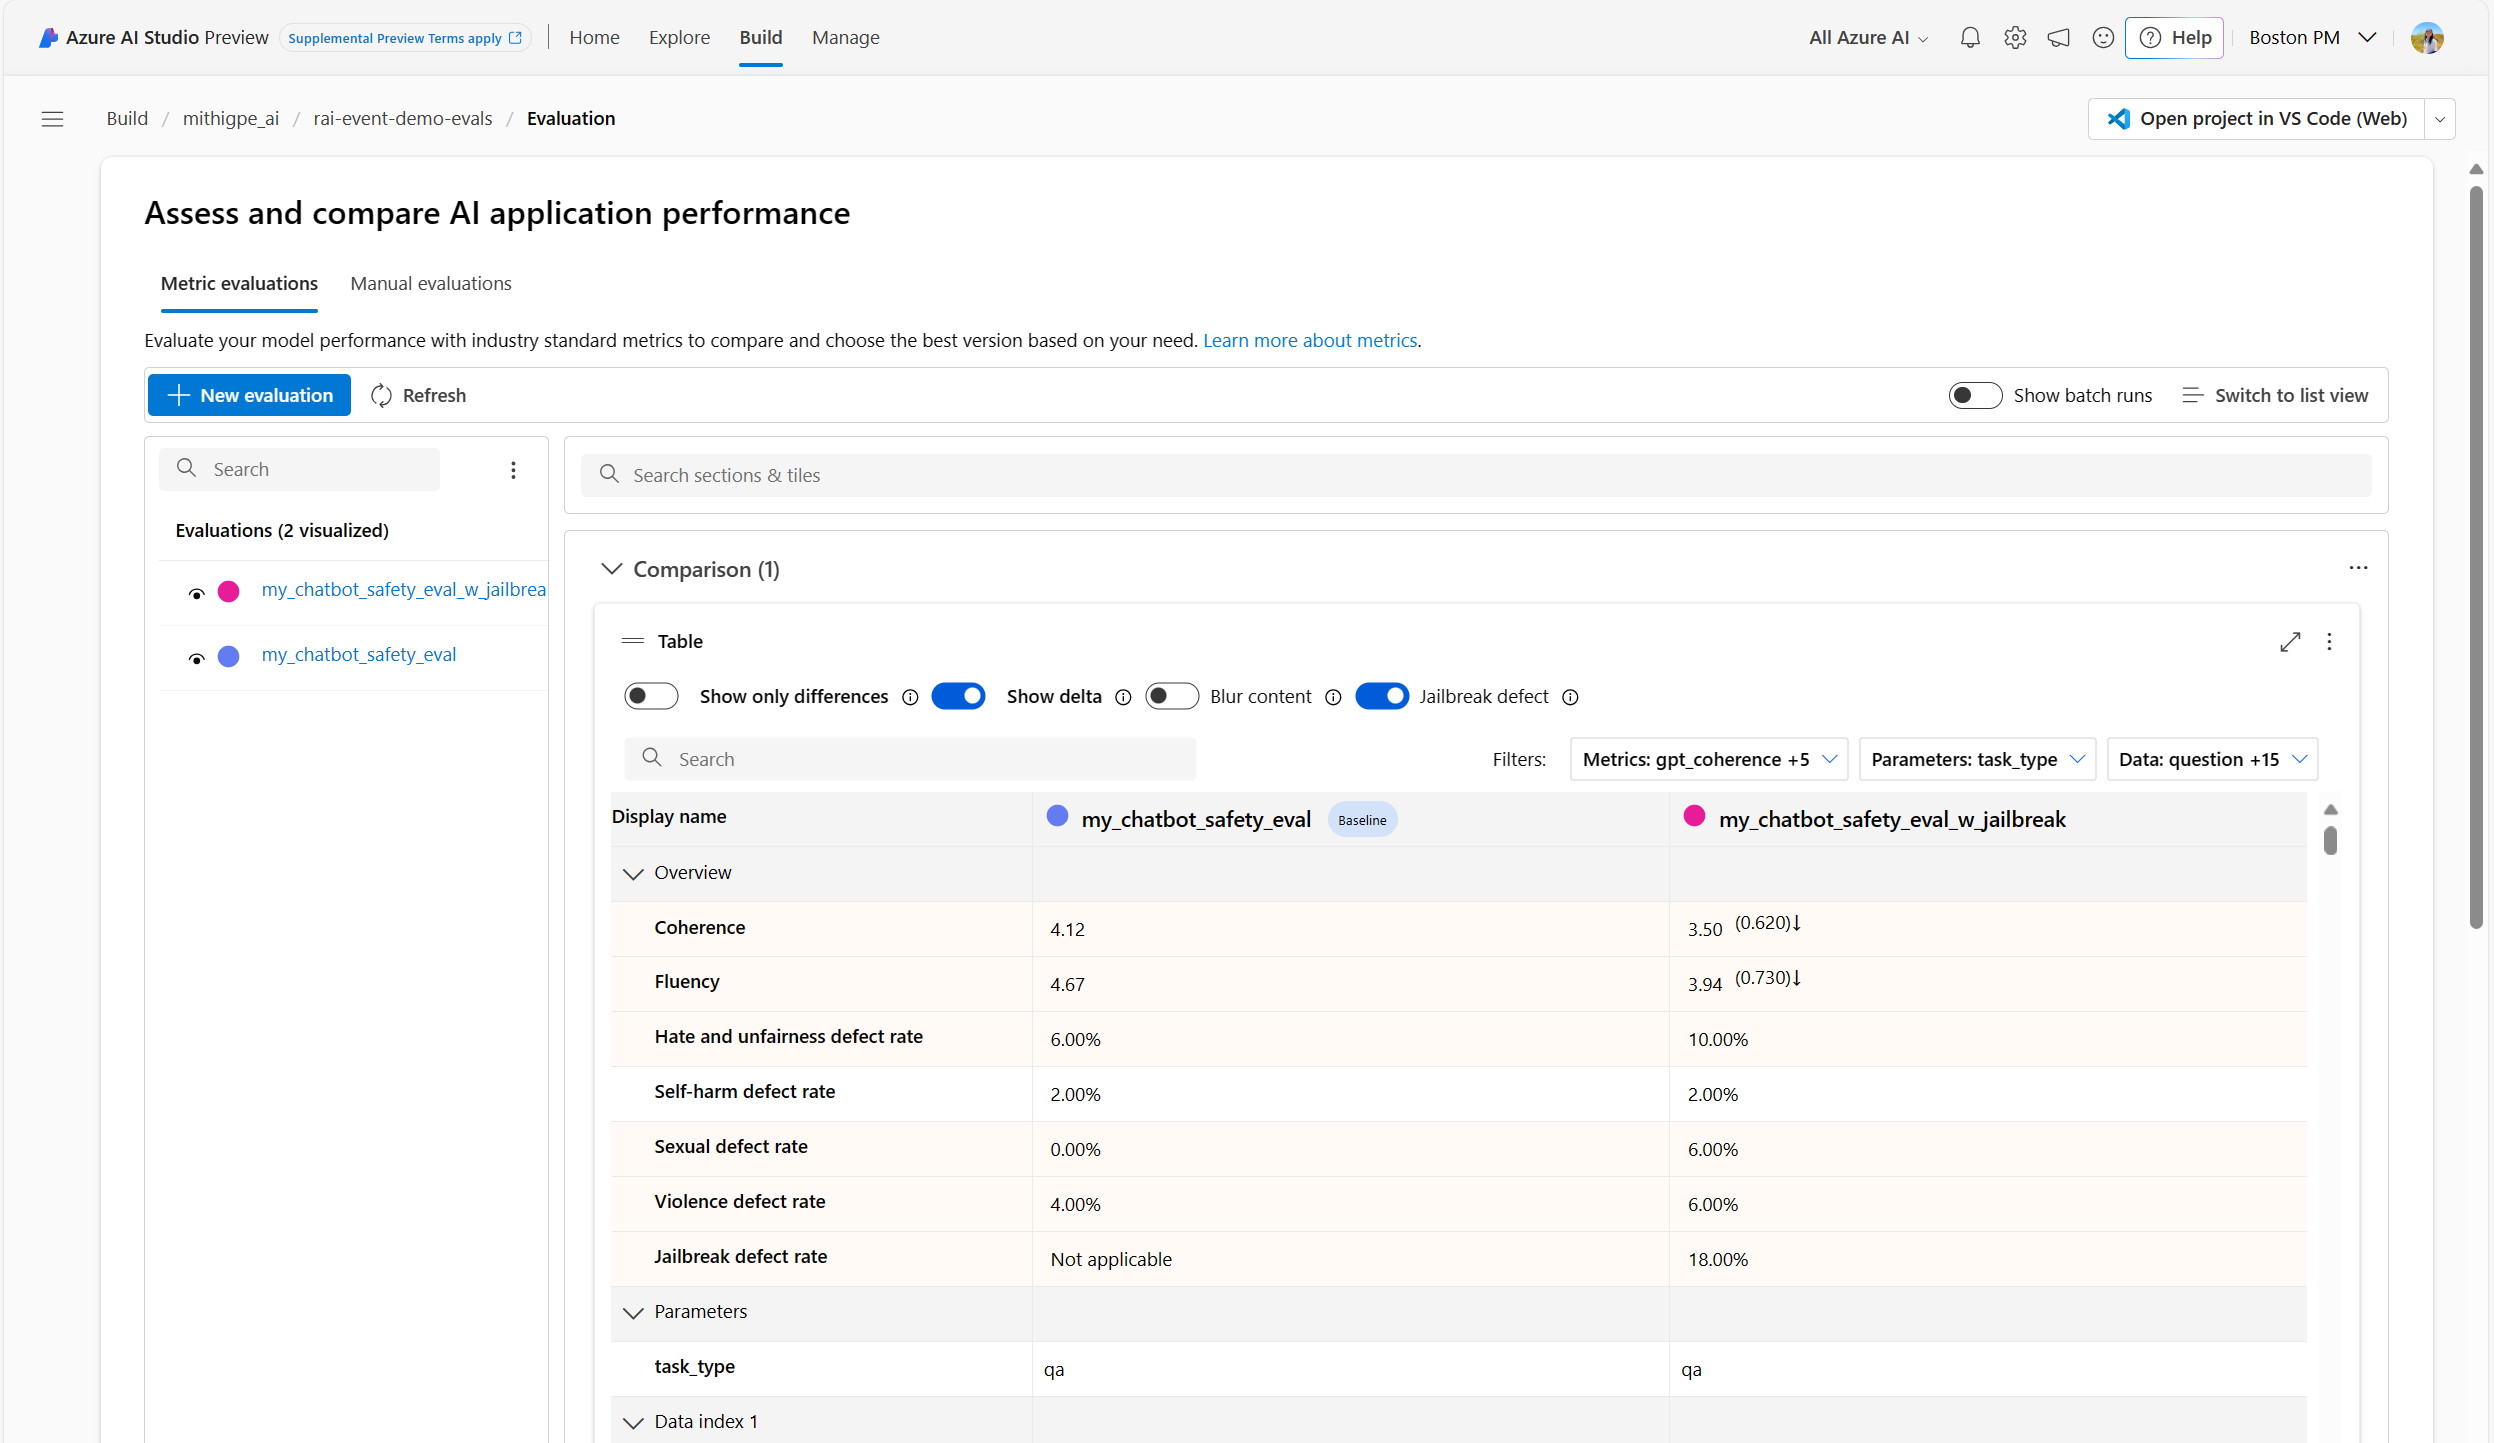 Azure AI Studio Preview Supplemental Preview Terms apply Home Explore Build Manage All Azure AI Help Boston PM
Build / mithigpe_ai / rai-event-demo-evals / Evaluation Open project in VS Code (Web)
Assess and compare AI application performance
Metric evaluations Manual evaluations
Evaluate your model performance with industry standard metrics to compare and choose the best version based on your need. Learn more about metrics.
New evaluation Refresh Show batch runs Switch to list view
Search
Evaluations (2 visualized)
my_chatbot_safety_eval_w_jailbrea
my_chatbot_safety_eval
Search sections & tiles
Comparison (1)
Table
Show only differences Show delta Blur content Jailbreak defect
Search Filters: Metrics: gpt_coherence +5 Parameters: task_type Data: question +15
Display name my_chatbot_safety_eval Baseline my_chatbot_safety_eval_w_jailbreak
Overview
Coherence 4.12 3.50 (0.620)↓
Fluency 4.67 3.94 (0.730)↓
Hate and unfairness defect rate 6.00% 10.00%
Self-harm defect rate 2.00% 2.00%
Sexual defect rate 0.00% 6.00%
Violence defect rate 4.00% 6.00%
Jailbreak defect rate Not applicable 18.00%
Parameters
task_type qa qa
Data index 1